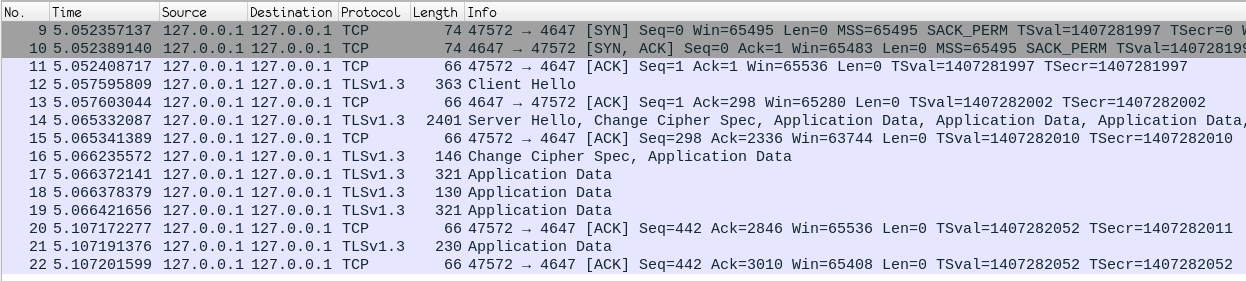 No. Time Source Destination Protocol Length Info
9 5.052357137 127.0.0.1 127.0.0.1 TCP 74 47572 → 4647 [SYN] Seq=0 Win=65495 Len=0 MSS=65495 SACK_PERM TSval=1407281997 TSecr=0 W
10 5.052389140 127.0.0.1 127.0.0.1 TCP 74 4647 → 47572 [SYN, ACK] Seq=0 Ack=1 Win=65483 Len=0 MSS=65495 SACK_PERM TSval=140728199
11 5.052408717 127.0.0.1 127.0.0.1 TCP 66 47572 → 4647 [ACK] Seq=1 Ack=1 Win=65536 Len=0 TSval=1407281997 TSecr=1407281997
12 5.057595809 127.0.0.1 127.0.0.1 TLSv1.3 363 Client Hello
13 5.057603044 127.0.0.1 127.0.0.1 TCP 66 4647 → 47572 [ACK] Seq=1 Ack=298 Win=65280 Len=0 TSval=1407282002 TSecr=1407282002
14 5.065332087 127.0.0.1 127.0.0.1 TLSv1.3 2401 Server Hello, Change Cipher Spec, Application Data, Application Data, Application Data,
15 5.065341389 127.0.0.1 127.0.0.1 TCP 66 47572 → 4647 [ACK] Seq=298 Ack=2336 Win=63744 Len=0 TSval=1407282010 TSecr=1407282010
16 5.066235572 127.0.0.1 127.0.0.1 TLSv1.3 146 Change Cipher Spec, Application Data
17 5.066372141 127.0.0.1 127.0.0.1 TLSv1.3 321 Application Data
18 5.066378379 127.0.0.1 127.0.0.1 TLSv1.3 130 Application Data
19 5.066421656 127.0.0.1 127.0.0.1 TLSv1.3 321 Application Data
20 5.107172277 127.0.0.1 127.0.0.1 TCP 66 47572 → 4647 [ACK] Seq=442 Ack=2846 Win=65536 Len=0 TSval=1407282052 TSecr=1407282011
21 5.107191376 127.0.0.1 127.0.0.1 TLSv1.3 230 Application Data
22 5.107201599 127.0.0.1 127.0.0.1 TCP 66 47572 → 4647 [ACK] Seq=442 Ack=3010 Win=65408 Len=0 TSval=1407282052 TSecr=1407282052